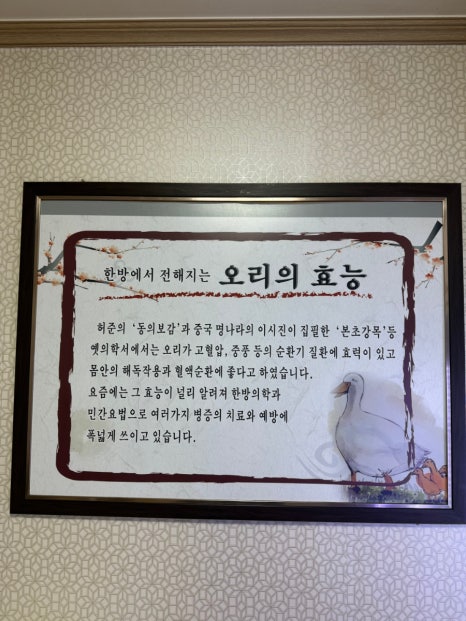 한방에서 전해지는 오리의 효능
허준의 '동의보감'과 중국 명나라의 이시진이 집필한 '본초강목'등
옛의학서에서는 오리가 고혈압, 중풍 등의 순환기 질환에 효력이 있고
몸안의 해독작용과 혈액순환에 좋다고 하였습니다.
요즘에는 그 효능이 널리 알려져 한방의학과
민간요법으로 여러가지 병증의 치료와 예방에
폭넓게 쓰이고 있습니다.